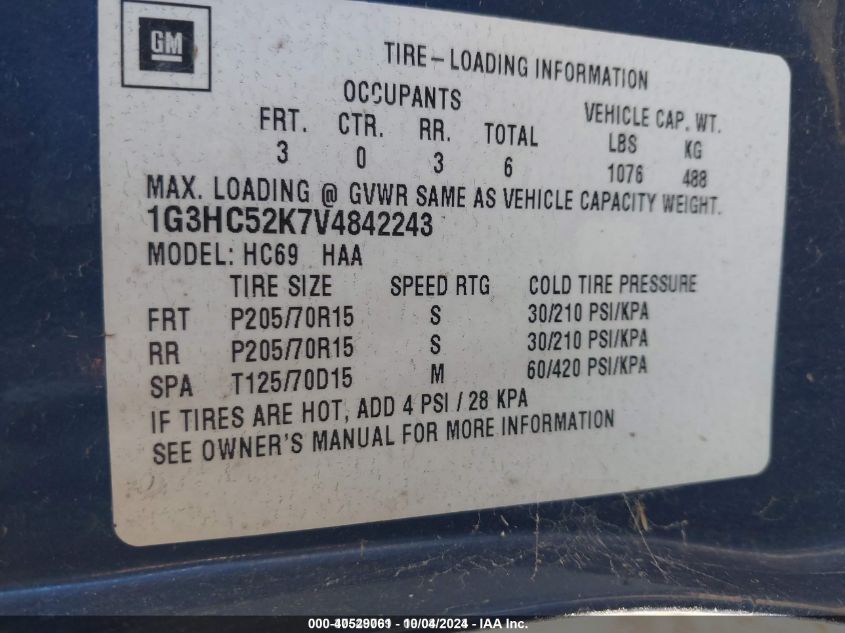 GM
TIRE-LOADING INFORMATION
OCCUPANTS VEHICLE CAP. WT.
FRT. CTR. RR. TOTAL LBS KG
3 0 3 6 1076 488
MAX. LOADING @ GVWR SAME AS VEHICLE CAPACITY WEIGHT.
1G3HC52K7V4842243
MODEL: HC69 HAA
TIRE SIZE SPEED RTG COLD TIRE PRESSURE
FRT P205/70R15 S 30/210 PSI/KPA
RR P205/70R15 S 30/210 PSI/KPA
SPA T125/70D15 M 60/420 PSI/KPA
IF TIRES ARE HOT, ADD 4 PSI / 28 KPA
SEE OWNER'S MANUAL FOR MORE INFORMATION
10/04/2024 - IAA Inc.